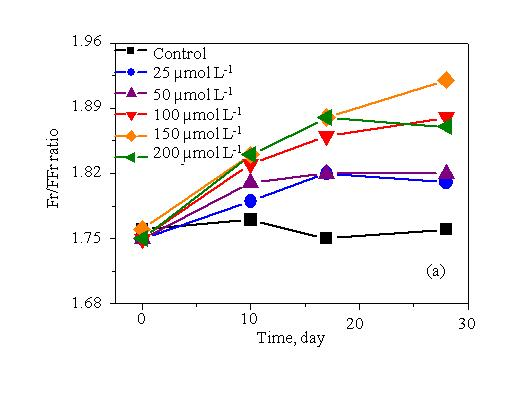 1.96
Control
25 µmol L-1
1.89
50 µmol L-1
100 µmol L-1
150 µmol L-1
200 µmol L-1
Fr/FFr ratio
1.82
1.75
(a)
1.68
0 10 20 30
Time, day